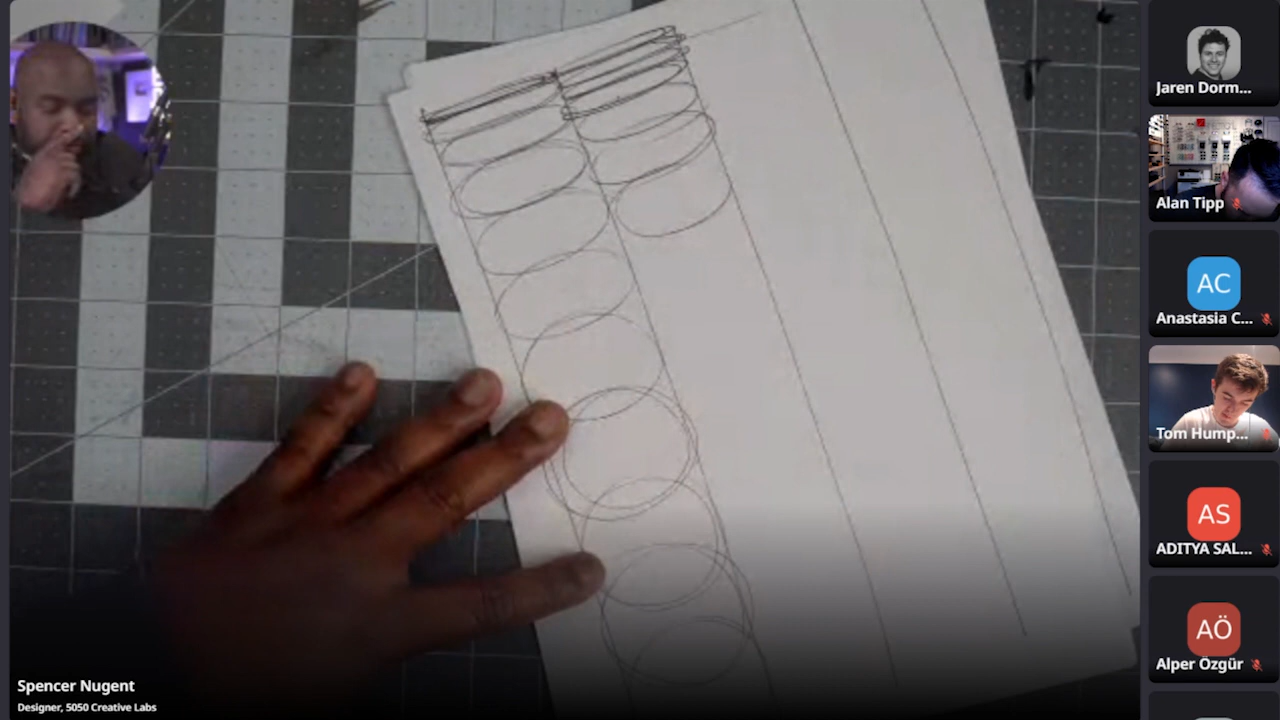 Spencer Nugent
Designer, 5050 Creative Labs
Jaren Dorm...
Alan Tipp
AC
Anastasia C...
Tom Hump...
AS
ADITYA SAL...
AÖ
Alper Özgür